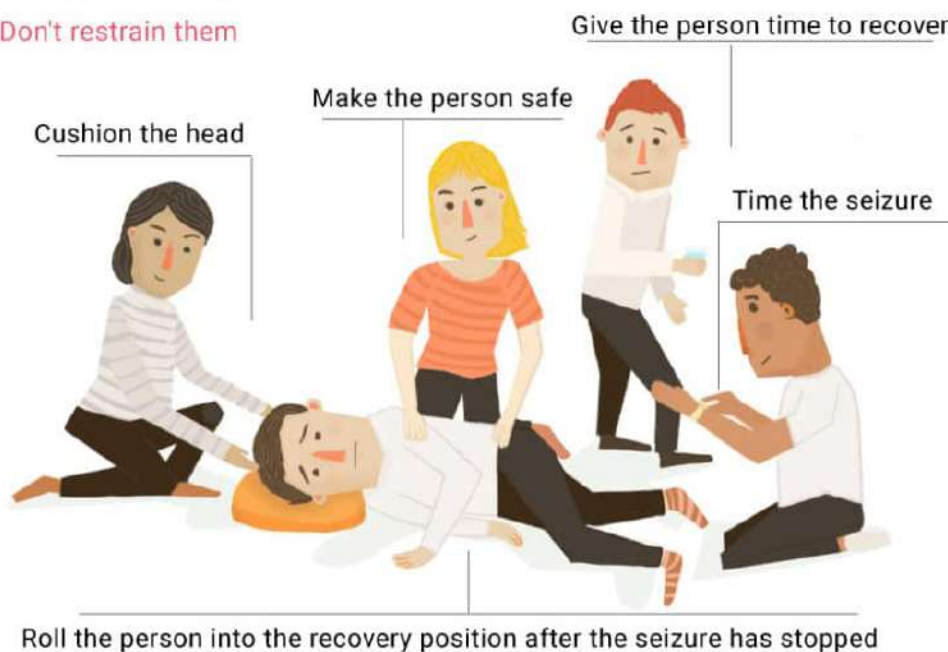 Don't restrain them
Give the person time to recover
Make the person safe
Cushion the head
Time the seizure
Roll the person into the recovery position after the seizure has stopped